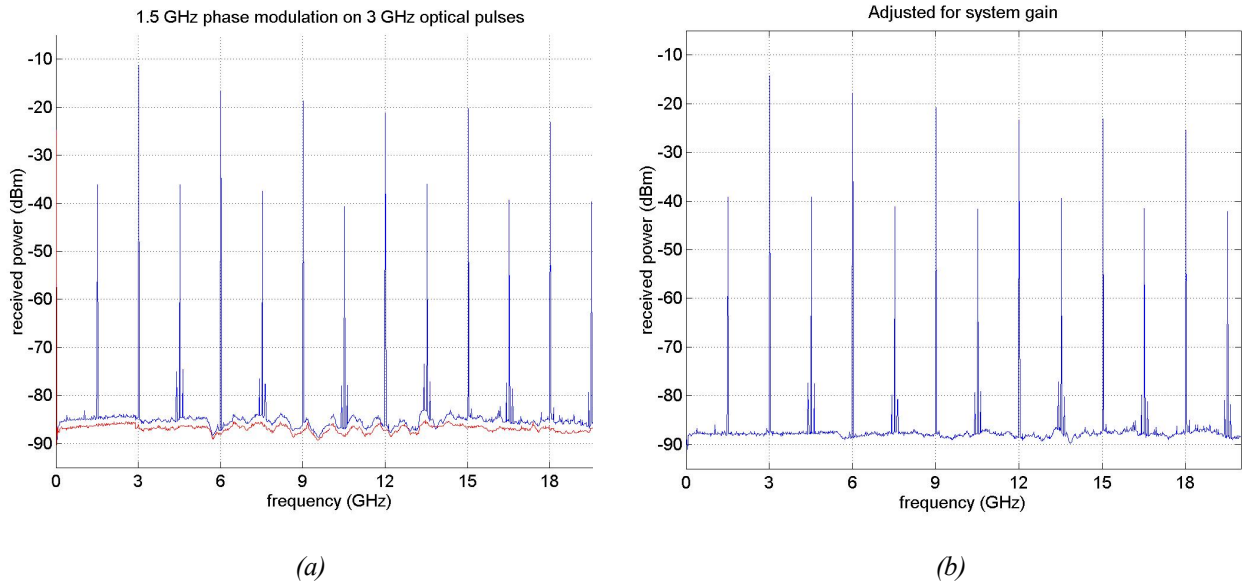 1.5 GHz phase modulation on 3 GHz optical pulses
received power (dBm)
-10
-20
-30
-40
-50
-60
-70
-80
-90
0 3 6 9 12 15 18
frequency (GHz)
(a)
Adjusted for system gain
received power (dBm)
-10
-20
-30
-40
-50
-60
-70
-80
-90
0 3 6 9 12 15 18
frequency (GHz)
(b)